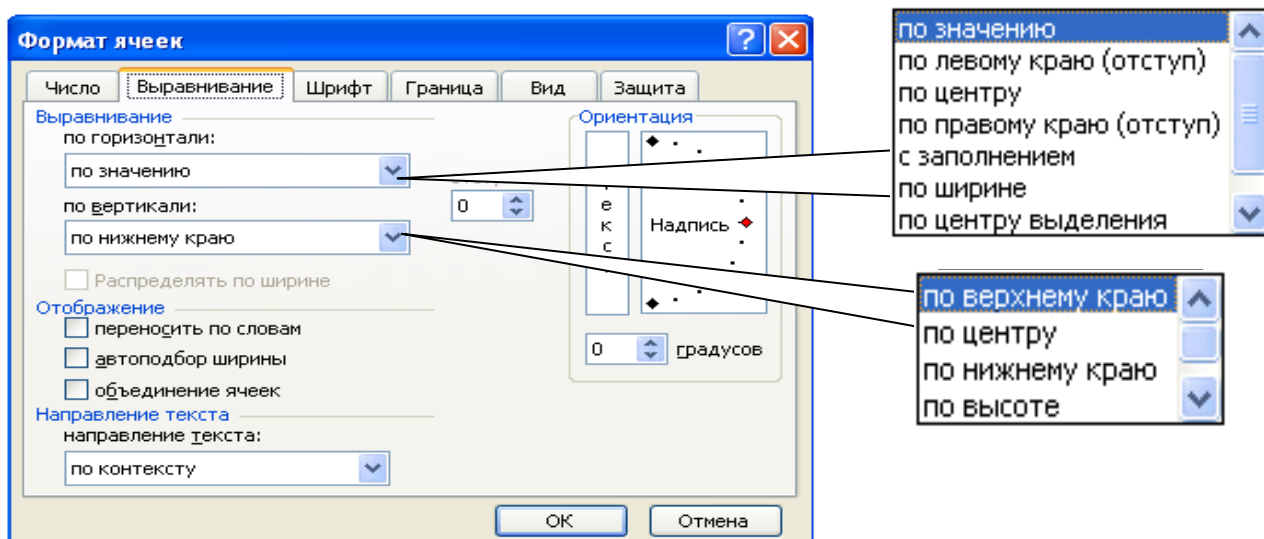 Формат ячеек
Число Выравнивание Шрифт Граница Вид Защита
Выравнивание
по горизонтали:
по значению
по вертикали:
0
по нижнему краю
Распределять по ширине
Отображение
переносить по словам
автоподбор ширины
объединение ячеек
Направление текста
направление текста:
по контексту
Ориентация
Надпись
0 градусов
ОК Отмена
по значению
по левому краю (отступ)
по центру
по правому краю (отступ)
с заполнением
по ширине
по центру выделения
по верхнему краю
по центру
по нижнему краю
по высоте